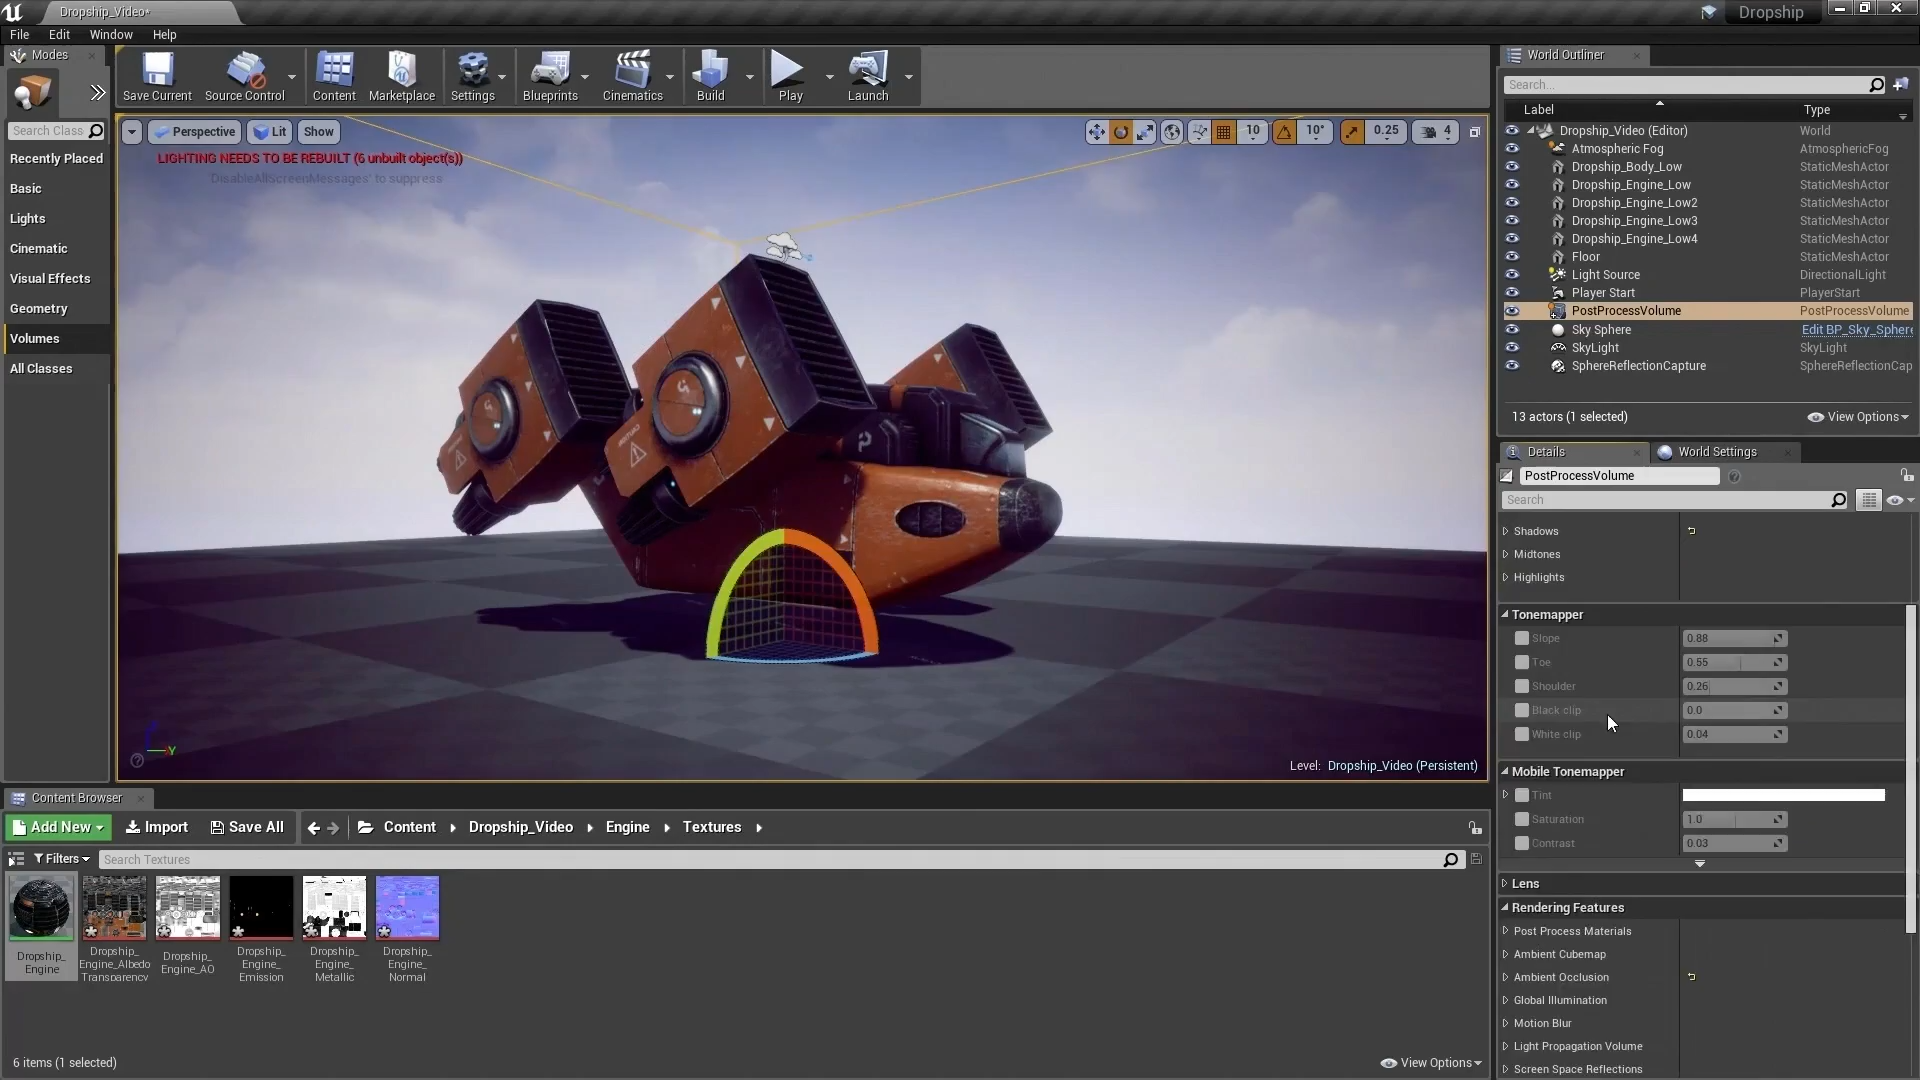 Dropship_Video*
Dropship
File Edit Window Help
Modes
Search Class
Recently Placed
Basic
Lights
Cinematic
Visual Effects
Geometry
Volumes
All Classes
Save Current
Source Control
Content
Marketplace
Settings
Blueprints
Cinematics
Build
Play
Launch
Perspective
Lit
Show
10
10°
0.25
4
LIGHTING NEEDS TO BE REBUILT (6 unbuilt object(s))
'DisableAllScreenMessages' to suppress
CAUTION
Y
Level: Dropship_Video (Persistent)
World Outliner
Search...
Label Type
Dropship_Video (Editor) World
Atmospheric Fog AtmosphericFog
Dropship_Body_Low StaticMeshActor
Dropship_Engine_Low StaticMeshActor
Dropship_Engine_Low2 StaticMeshActor
Dropship_Engine_Low3 StaticMeshActor
Dropship_Engine_Low4 StaticMeshActor
Floor StaticMeshActor
Light Source DirectionalLight
Player Start PlayerStart
PostProcessVolume PostProcessVolume
Sky Sphere Edit BP_Sky_Sphere
SkyLight SkyLight
SphereReflectionCapture SphereReflectionCap
13 actors (1 selected)
View Options
Details
World Settings
PostProcessVolume
Search
Shadows
Midtones
Highlights
Tonemapper
Slope 0.88
Toe 0.55
Shoulder 0.26
Black clip 0.0
White clip 0.04
Mobile Tonemapper
Tint
Saturation 1.0
Contrast 0.03
Lens
Rendering Features
Post Process Materials
Ambient Cubemap
Ambient Occlusion
Global Illumination
Motion Blur
Light Propagation Volume
Screen Space Reflections
Content Browser
Add New
Import
Save All
Content
Dropship_Video
Engine
Textures
Filters
Search Textures
Dropship_
Engine
Dropship_
Engine_Albedo
Transparency
Dropship_
Engine_AO
Dropship_
Engine_
Emission
Dropship_
Engine_
Metallic
Dropship_
Engine_
Normal
6 items (1 selected)
View Options